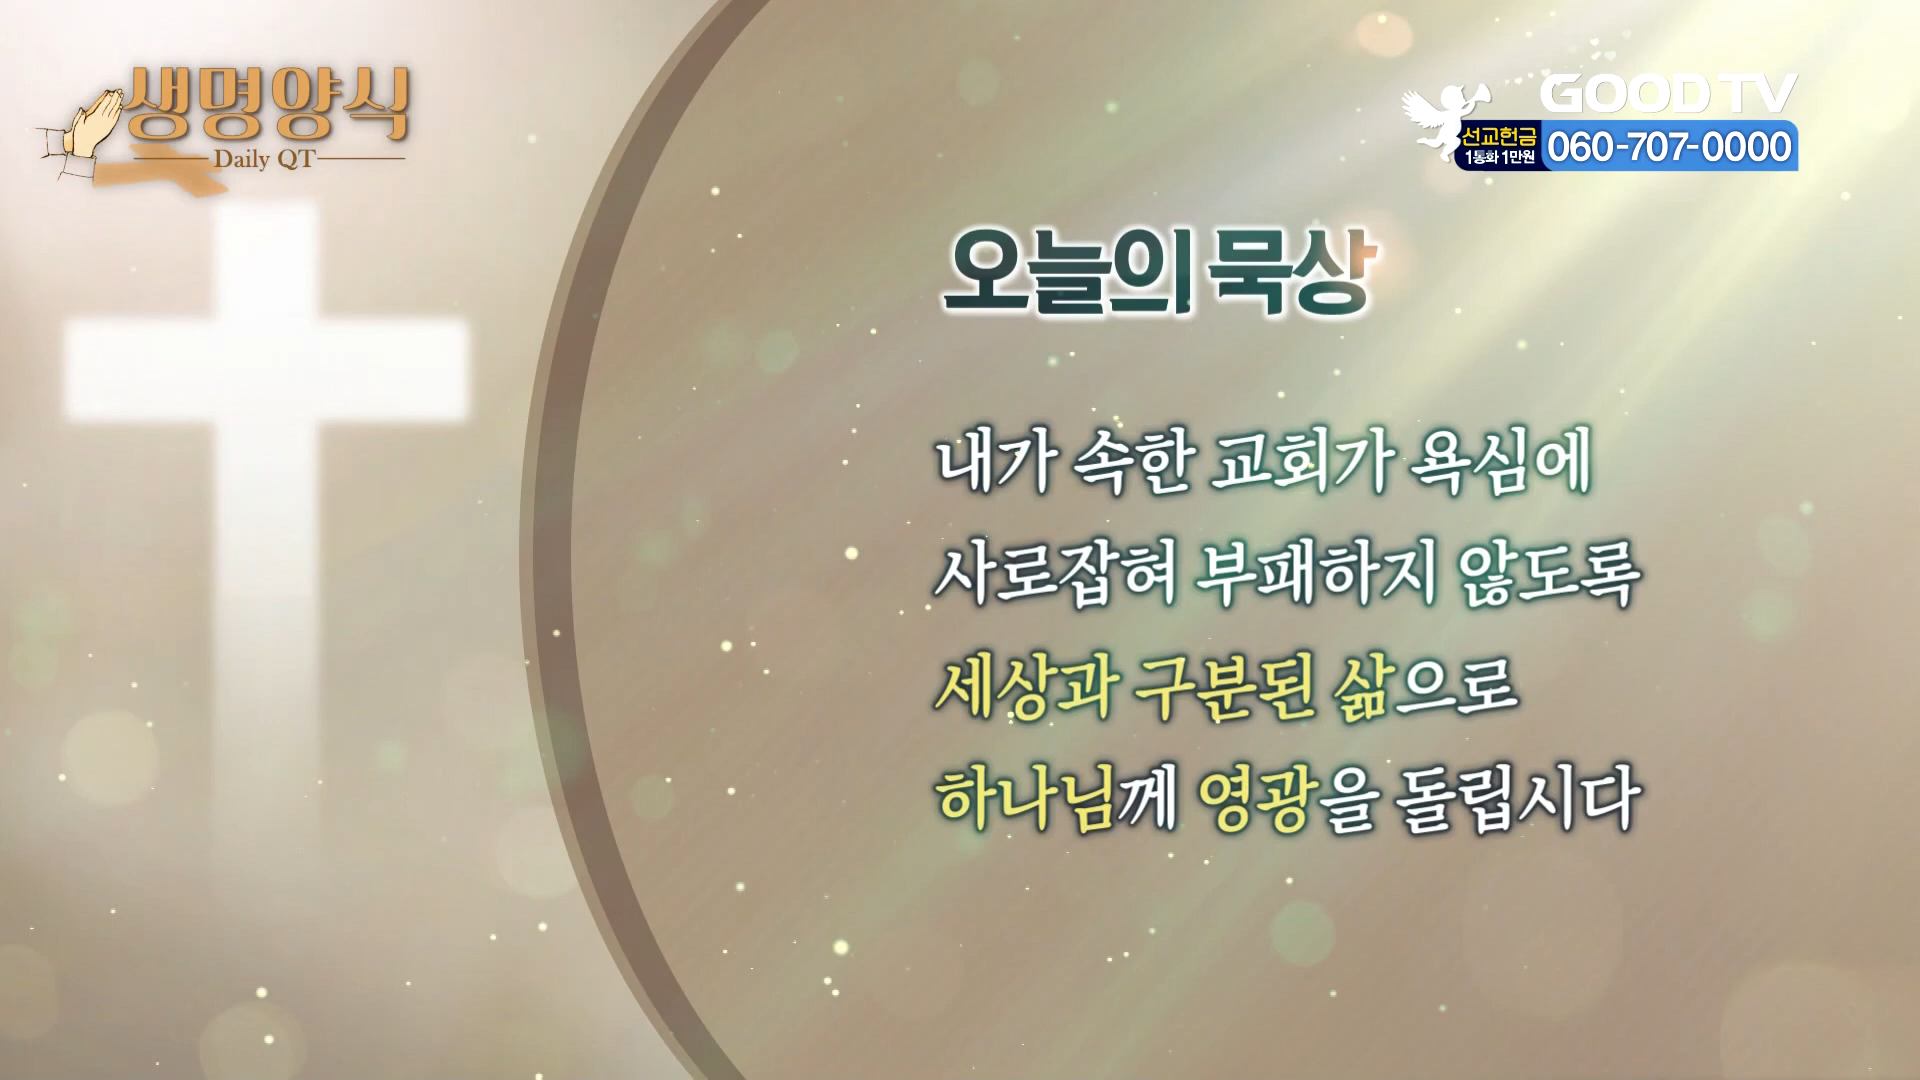 생명양식
Daily QT
GOODTV
선교헌금
1통화 1만원
060-707-0000
오늘의 묵상
내가 속한 교회가 욕심에
사로잡혀 부패하지 않도록
세상과 구분된 삶으로
하나님께 영광을 돌립시다